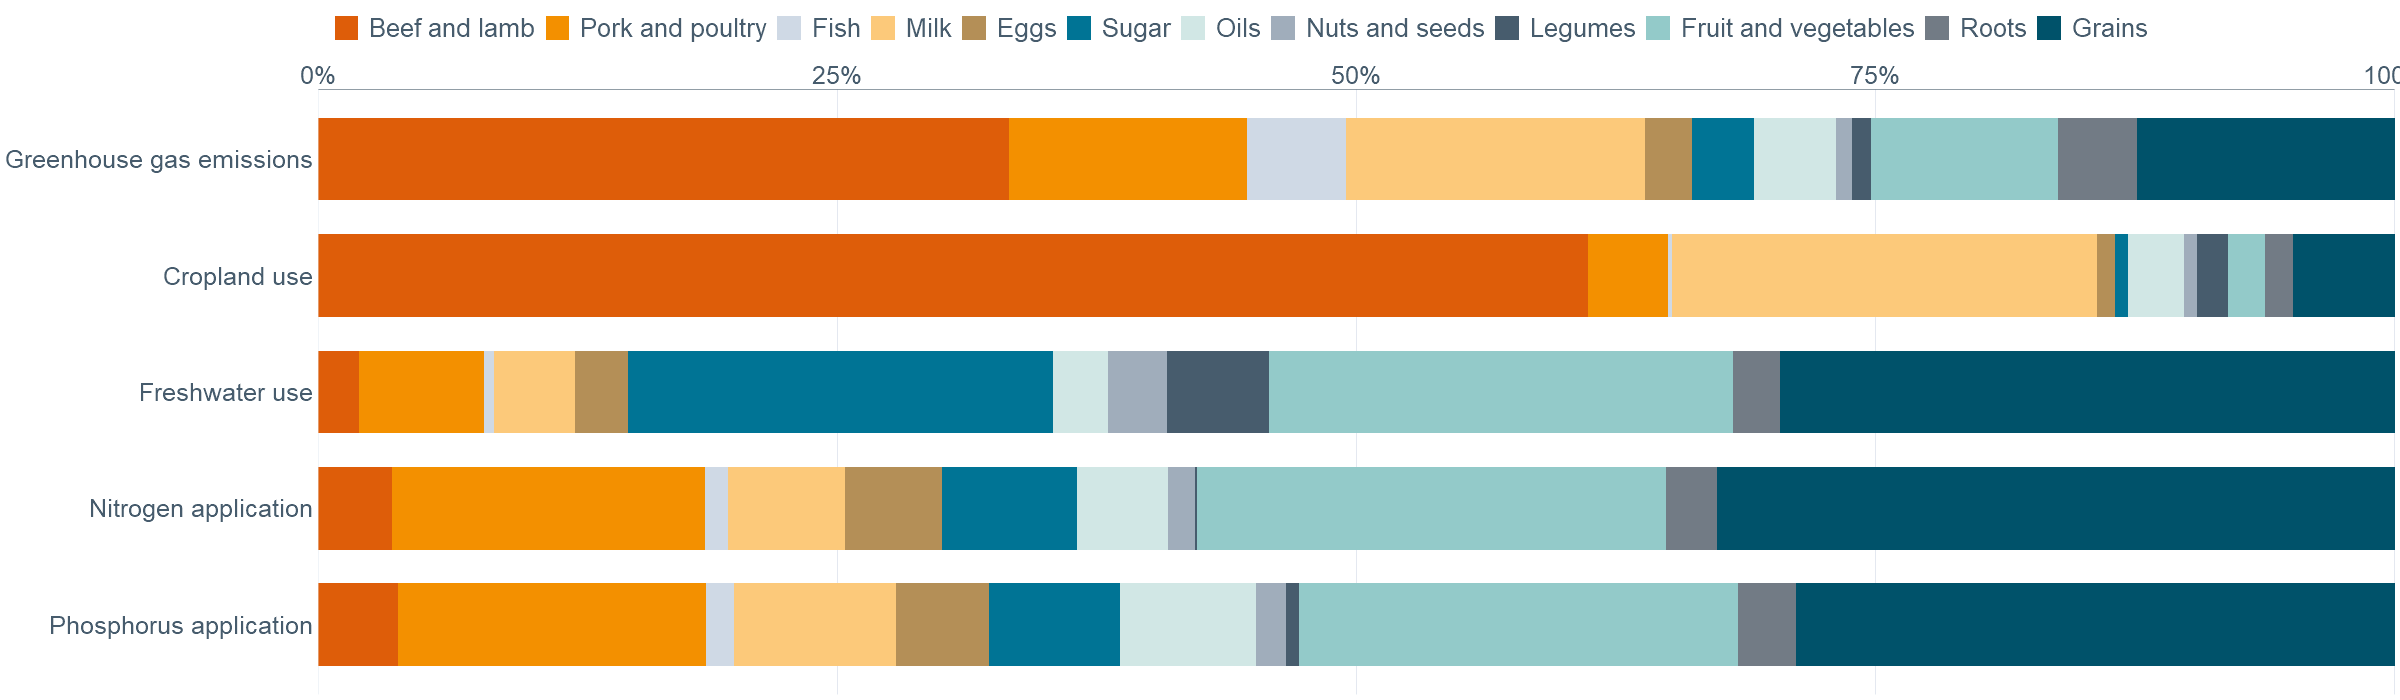 Beef and lamb Pork and poultry Fish Milk Eggs Sugar Oils Nuts and seeds Legumes Fruit and vegetables Roots Grains
0% 25% 50% 75% 100
Greenhouse gas emissions
Cropland use
Freshwater use
Nitrogen application
Phosphorus application